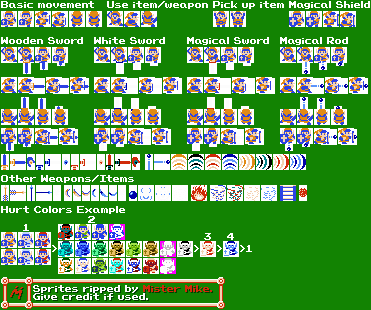 Basic movement Use item/weapon Pick up item Magical Shield
Wooden Sword White Sword Magical Sword Magical Rod
Other Weapons/Items
Hurt Colors Example
1 2 3 4
> > > > >1
Sprites ripped by Mister Mike.
Give credit if used.